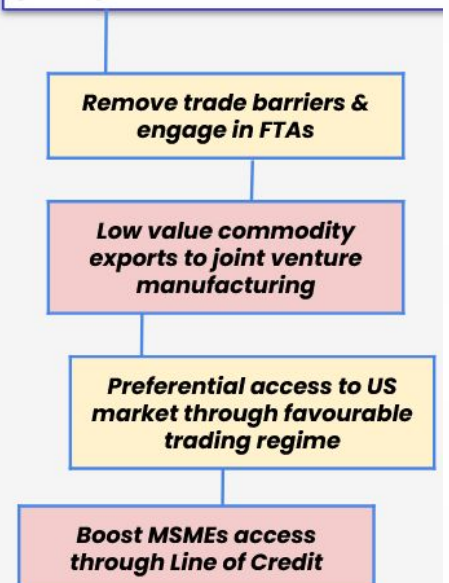 Remove trade barriers &
engage in FTAs
Low value commodity
exports to joint venture
manufacturing
Preferential access to US
market through favourable
trading regime
Boost MSMEs access
through Line of Credit